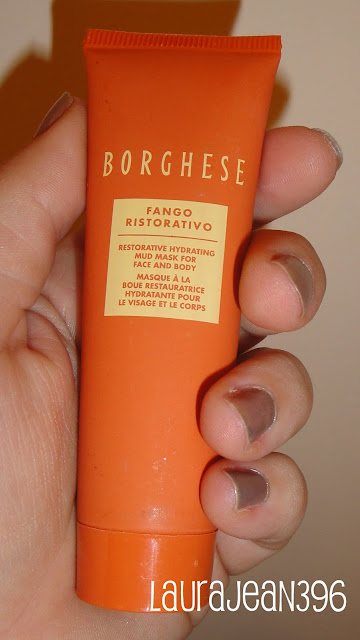 BORGHESE
FANGO
RISTORATIVO
RESTORATIVE HYDRATING
MUD MASK FOR
FACE AND BODY
MASQUE À LA
BOUE RESTAURATRICE
HYDRATANTE POUR
LE VISAGE ET LE CORPS
LAURAJEAN396